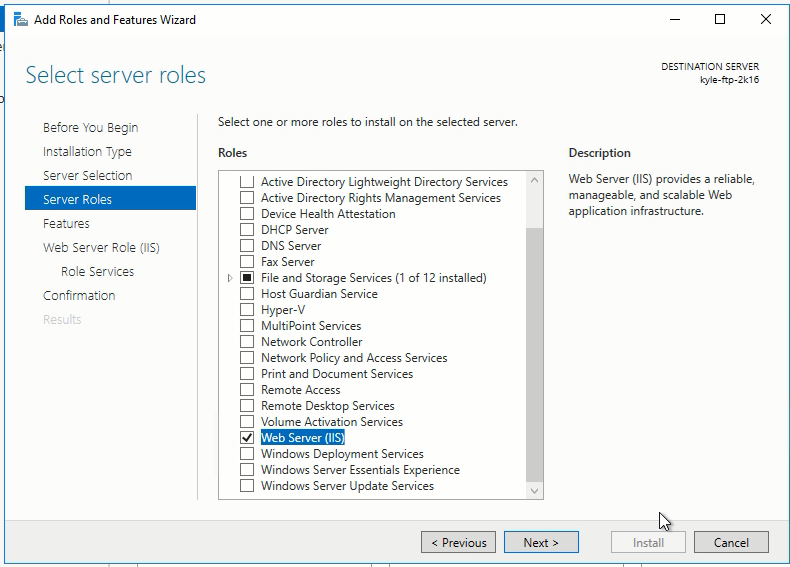 Add Roles and Features Wizard
Select server roles
DESTINATION SERVER
kyle-ftp-2k16
Before You Begin
Installation Type
Server Selection
Server Roles
Features
Web Server Role (IIS)
Role Services
Confirmation
Results
Select one or more roles to install on the selected server.
Roles
Active Directory Lightweight Directory Services
Active Directory Rights Management Services
Device Health Attestation
DHCP Server
DNS Server
Fax Server
File and Storage Services (1 of 12 installed)
Host Guardian Service
Hyper-V
MultiPoint Services
Network Controller
Network Policy and Access Services
Print and Document Services
Remote Access
Remote Desktop Services
Volume Activation Services
Web Server (IIS)
Windows Deployment Services
Windows Server Essentials Experience
Windows Server Update Services
Description
Web Server (IIS) provides a reliable,
manageable, and scalable Web
application infrastructure.
< Previous
Next >
Install
Cancel